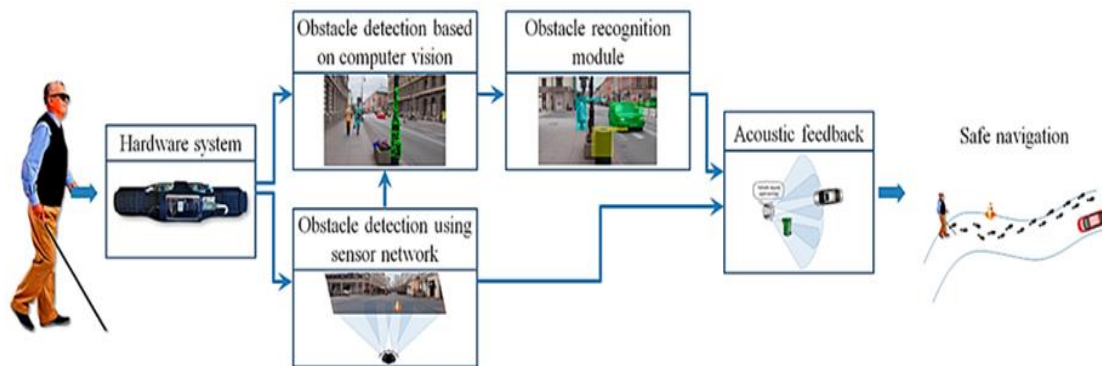 Obstacle detection based
on computer vision
Obstacle recognition
module
Hardware system
Acoustic feedback
Safe navigation
Obstacle detection using
sensor network